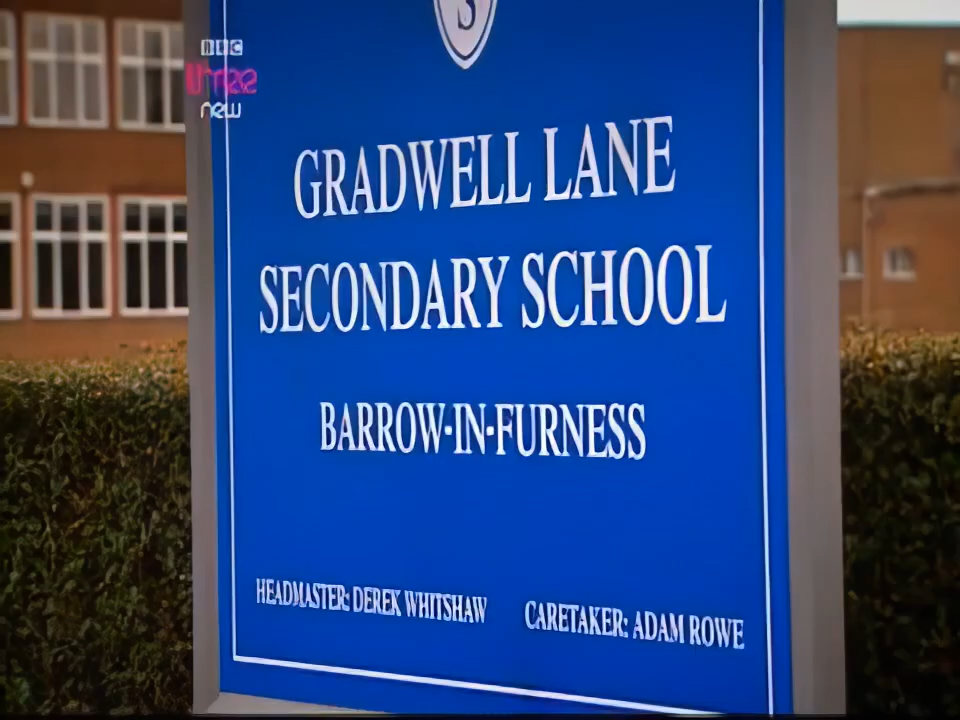 BBC
three
new
S
GRADWELL LANE
SECONDARY SCHOOL
BARROW-IN-FURNESS
HEADMASTER: DEREK WHITSHAW CARETAKER: ADAM ROWE